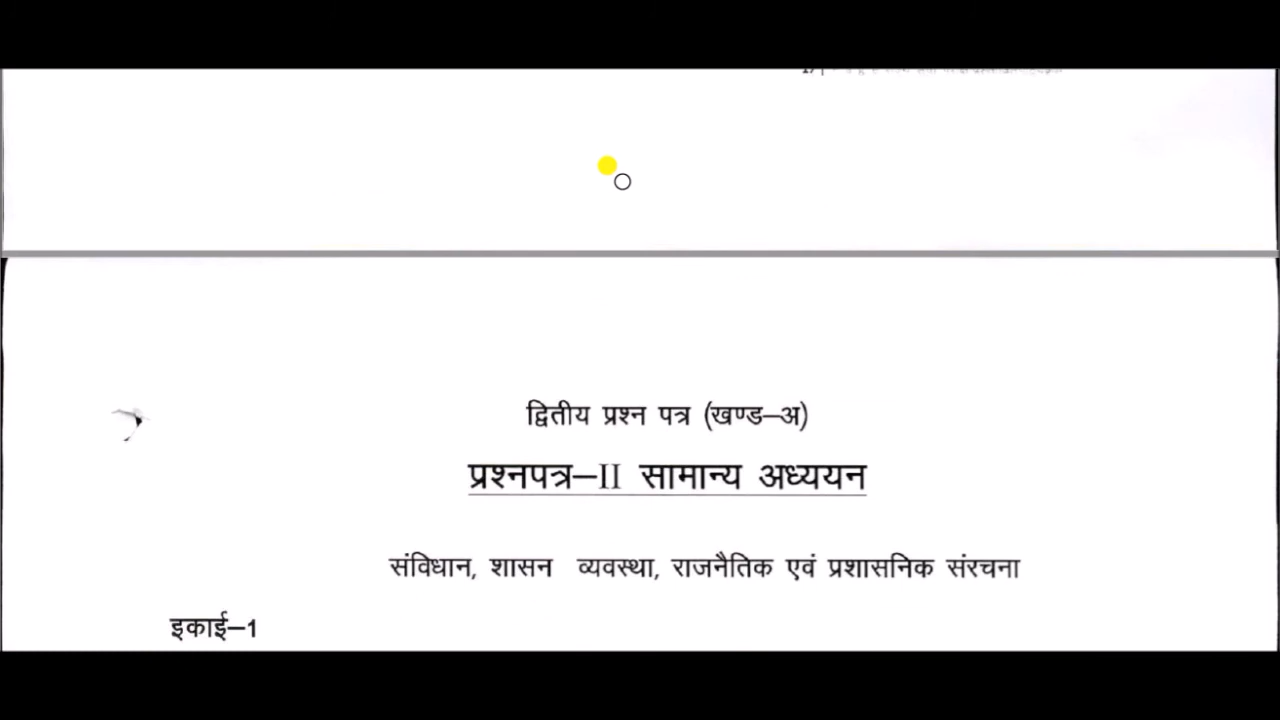 द्वितीय प्रश्न पत्र (खण्ड–अ)
प्रश्नपत्र–II सामान्य अध्ययन
संविधान, शासन व्यवस्था, राजनैतिक एवं प्रशासनिक संरचना
इकाई–1